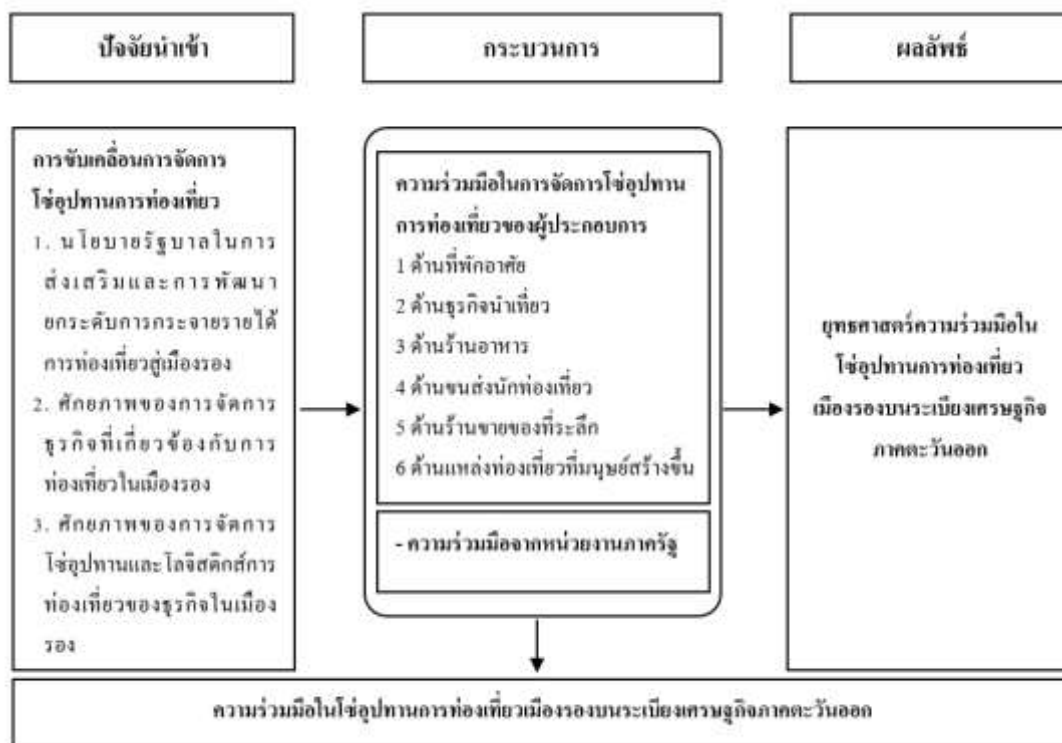 ปัจจัยนำเข้า
กระบวนการ
ผลลัพธ์
การขับเคลื่อนการจัดการ
โซ่อุปทานการท่องเที่ยว
1. นโยบายรัฐบาลในการ
ส่งเสริมและการพัฒนา
ยกระดับการกระจายรายได้
การท่องเที่ยวสู่เมืองรอง
2. ศักยภาพของการจัดการ
ธุรกิจที่เกี่ยวข้องกับการ
ท่องเที่ยวในเมืองรอง
3. ศักยภาพของการจัดการ
โซ่อุปทานและโลจิสติกส์การ
ท่องเที่ยวของธุรกิจในเมือง
รอง
ความร่วมมือในการจัดการโซ่อุปทาน
การท่องเที่ยวของผู้ประกอบการ
1 ด้านที่พักอาศัย
2 ด้านธุรกิจนำเที่ยว
3 ด้านร้านอาหาร
4 ด้านขนส่งนักท่องเที่ยว
5 ด้านร้านขายของที่ระลึก
6 ด้านแหล่งท่องเที่ยวที่มนุษย์สร้างขึ้น
- ความร่วมมือจากหน่วยงานภาครัฐ
ยุทธศาสตร์ความร่วมมือใน
โซ่อุปทานการท่องเที่ยว
เมืองรองบนระเบียงเศรษฐกิจ
ภาคตะวันออก
ความร่วมมือในโซ่อุปทานการท่องเที่ยวเมืองรองบนระเบียงเศรษฐกิจภาคตะวันออก